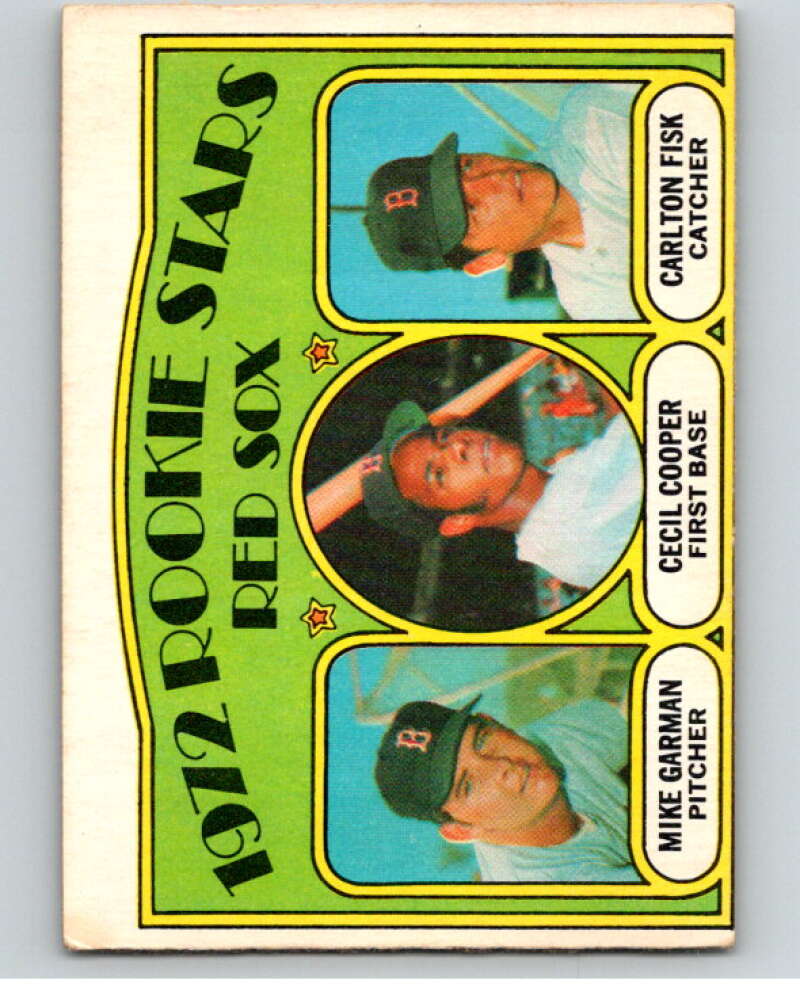 1972 ROOKIE STARS
RED SOX
MIKE GARMAN
PITCHER
CECIL COOPER
FIRST BASE
CARLTON FISK
CATCHER
B
B
B